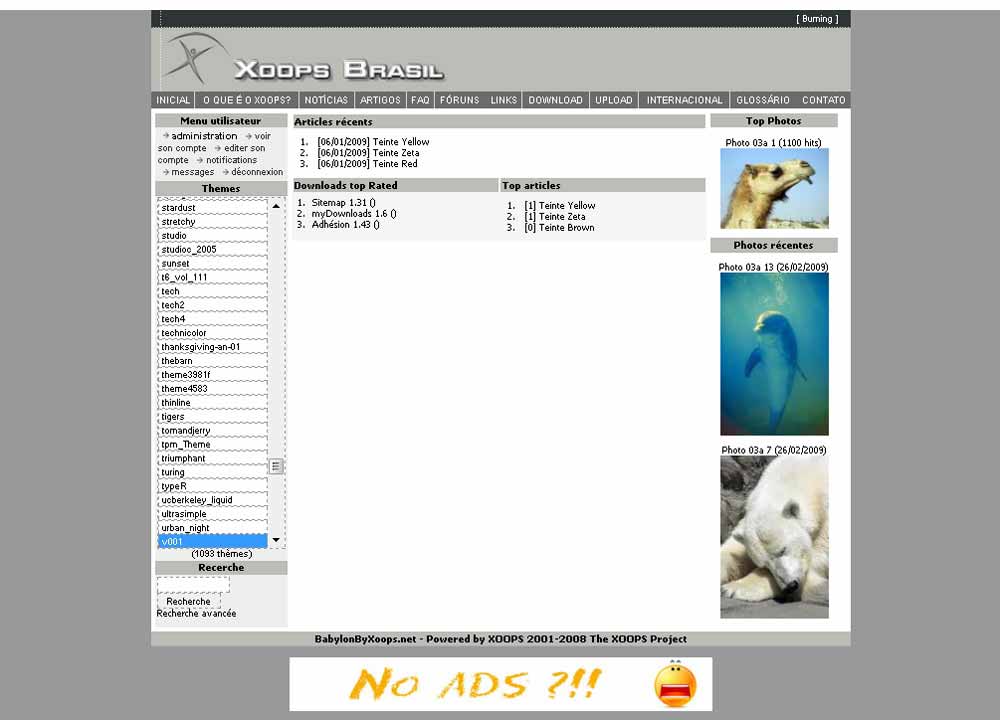 [ Burning ]
XOOPS BRASIL
INICIAL O QUE É O XOOPS? NOTÍCIAS ARTIGOS FAQ FÓRUNS LINKS DOWNLOAD UPLOAD INTERNACIONAL GLOSSÁRIO CONTATO
Menu utilisateur
administration voir
son compte editer son
compte notifications
messages déconnexion
Themes
stardust
stretchy
studio
studioc_2005
sunset
t6_vol_111
tech
tech2
tech4
technicolor
thanksgiving-an-01
thebarn
theme3981f
theme4583
thinline
tigers
tomandjerry
tpm_Theme
triumphant
turing
typeR
ucberkeley_liquid
ultrasimple
urban_night
v001
(1093 thèmes)
Recerche
Recherche
Recherche avancée
Articles récents
1. [06/01/2009] Teinte Yellow
2. [06/01/2009] Teinte Zeta
3. [06/01/2009] Teinte Red
Downloads top Rated
1. Sitemap 1.31 ()
2. myDownloads 1.6 ()
3. Adhésion 1.43 ()
Top articles
1. [1] Teinte Yellow
2. [1] Teinte Zeta
3. [0] Teinte Brown
Top Photos
Photo 03a 1 (1100 hits)
Photos récentes
Photo 03a 13 (26/02/2009)
Photo 03a 7 (26/02/2009)
BabylonByXoops.net - Powered by XOOPS 2001-2008 The XOOPS Project
No ADS ?!!